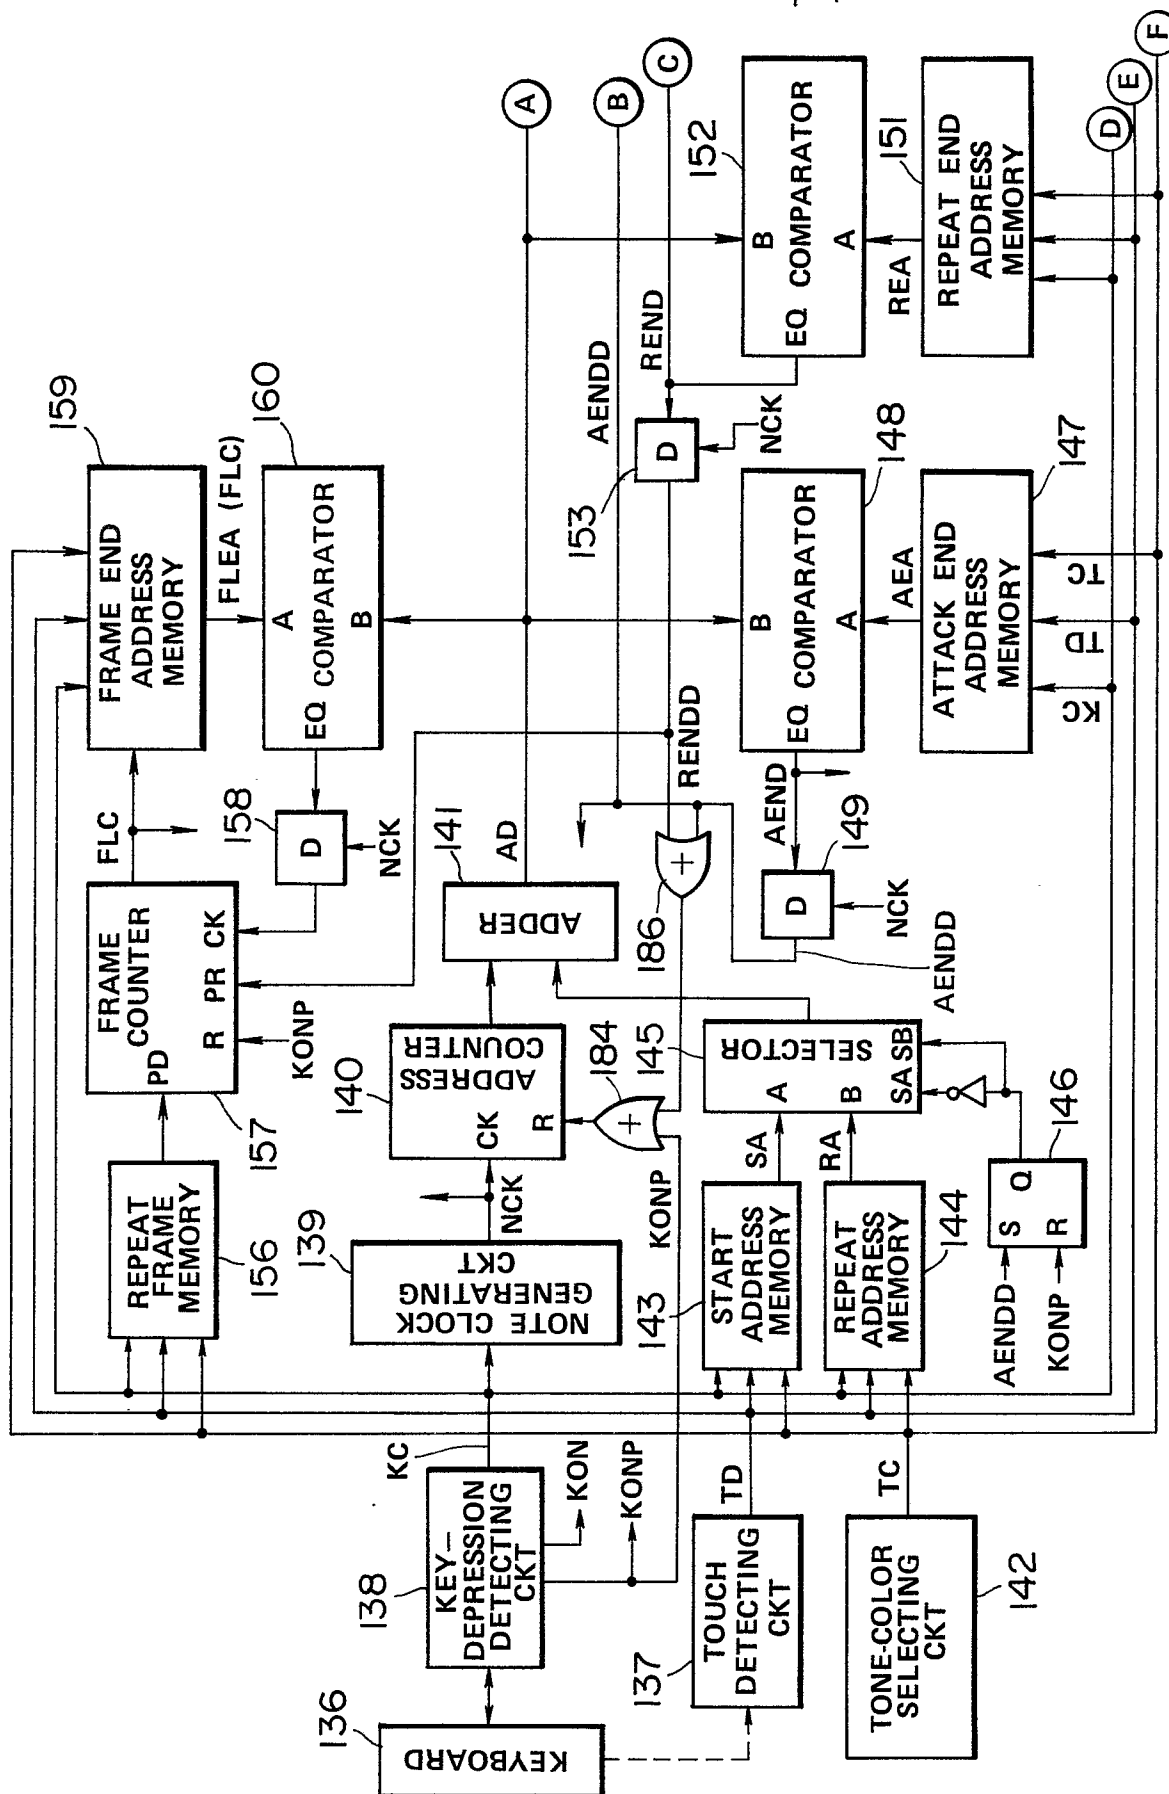 136
KEYBOARD
138
KEY-
DEPRESSION
DETECTING
CKT
KC
KON
KONP
137
TOUCH
DETECTING
CKT
TD
142
TONE-COLOR
SELECTING
CKT
TC
156
REPEAT
FRAME
MEMORY
139
NOTE CLOCK
GENERATING
CKT
NCK
KONP
143
START
ADDRESS
MEMORY
SA
144
REPEAT
ADDRESS
MEMORY
RA
AENDD
KONP
146
S
R
Q
157
FRAME
COUNTER
PD
R
PR
CK
KONP
140
ADDRESS
COUNTER
CK
R
184
+
145
SELECTOR
A
B
SA
SB
FLC
158
D
NCK
141
ADDER
AD
186
+
RENDD
AEND
149
D
NCK
AENDD
159
FRAME END
ADDRESS
MEMORY
FLEA (FLC)
160
A
EQ COMPARATOR
B
153
D
NCK
AENDD
REND
148
B
EQ COMPARATOR
A
AEA
147
ATTACK END
ADDRESS
MEMORY
KC
TD
TC
152
B
EQ COMPARATOR
A
REA
151
REPEAT END
ADDRESS
MEMORY
A
B
C
D
E
F